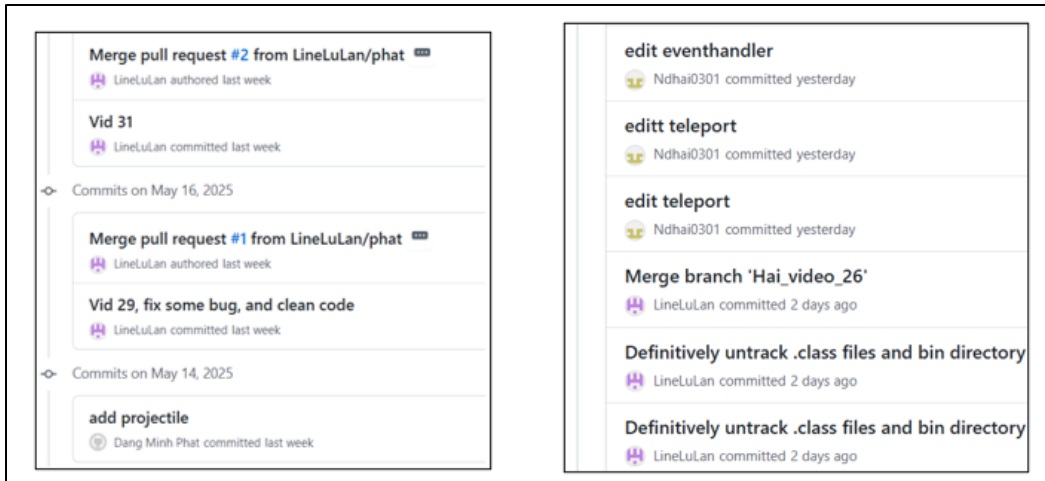 Merge pull request #2 from LineLuLan/phat
LineLuLan authored last week
Vid 31
LineLuLan committed last week
Commits on May 16, 2025
Merge pull request #1 from LineLuLan/phat
LineLuLan authored last week
Vid 29, fix some bug, and clean code
LineLuLan committed last week
Commits on May 14, 2025
add projectile
Dang Minh Phat committed last week
edit eventhandler
Ndhai0301 committed yesterday
editt teleport
Ndhai0301 committed yesterday
edit teleport
Ndhai0301 committed yesterday
Merge branch 'Hai_video_26'
LineLuLan committed 2 days ago
Definitively untrack .class files and bin directory
LineLuLan committed 2 days ago
Definitively untrack .class files and bin directory
LineLuLan committed 2 days ago